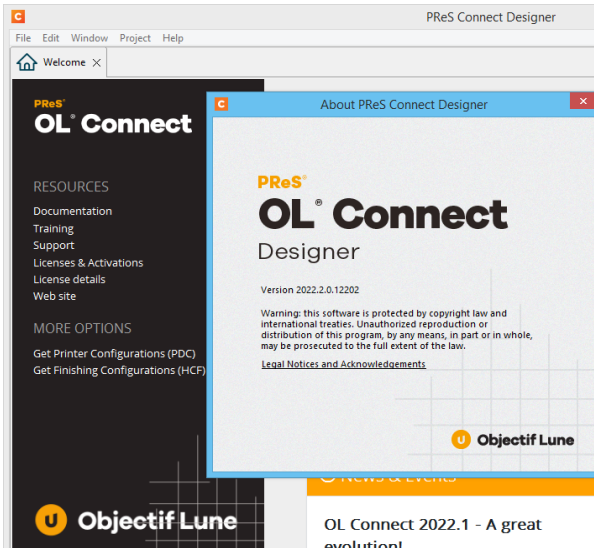 C
PReS Connect Designer
File Edit Window Project Help
Welcome
PReS®
OL® Connect
RESOURCES
Documentation
Training
Support
Licenses & Activations
License details
Web site
MORE OPTIONS
Get Printer Configurations (PDC)
Get Finishing Configurations (HCF)
Objectif Lune
C
About PReS Connect Designer
PReS®
OL® Connect
Designer
Version 2022.2.0.12202
Warning: this software is protected by copyright law and
international treaties. Unauthorized reproduction or
distribution of this program, by any means, in part or in whole,
may be prosecuted to the full extent of the law.
Legal Notices and Acknowledgements
Objectif Lune
News & Events
OL Connect 2022.1 - A great
evolution!